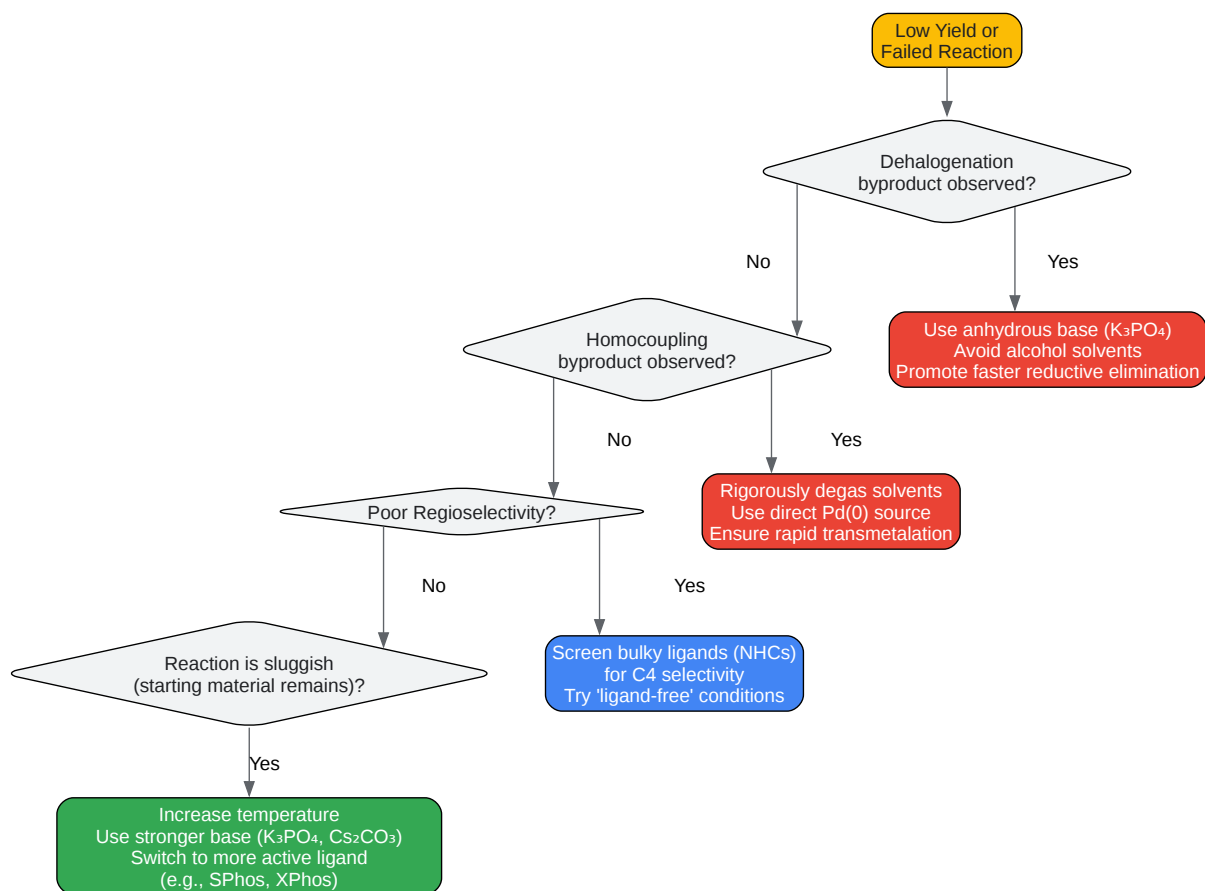 Low Yield or
Failed Reaction
Dehalogenation
byproduct observed?
No
Yes
Use anhydrous base (K₃PO₄)
Avoid alcohol solvents
Promote faster reductive elimination
Homocoupling
byproduct observed?
No
Yes
Rigorously degas solvents
Use direct Pd(0) source
Ensure rapid transmetalation
Poor Regioselectivity?
No
Yes
Screen bulky ligands (NHCs)
for C4 selectivity
Try 'ligand-free' conditions
Reaction is sluggish
(starting material remains)?
Yes
Increase temperature
Use stronger base (K₃PO₄, Cs₂CO₃)
Switch to more active ligand
(e.g., SPhos, XPhos)